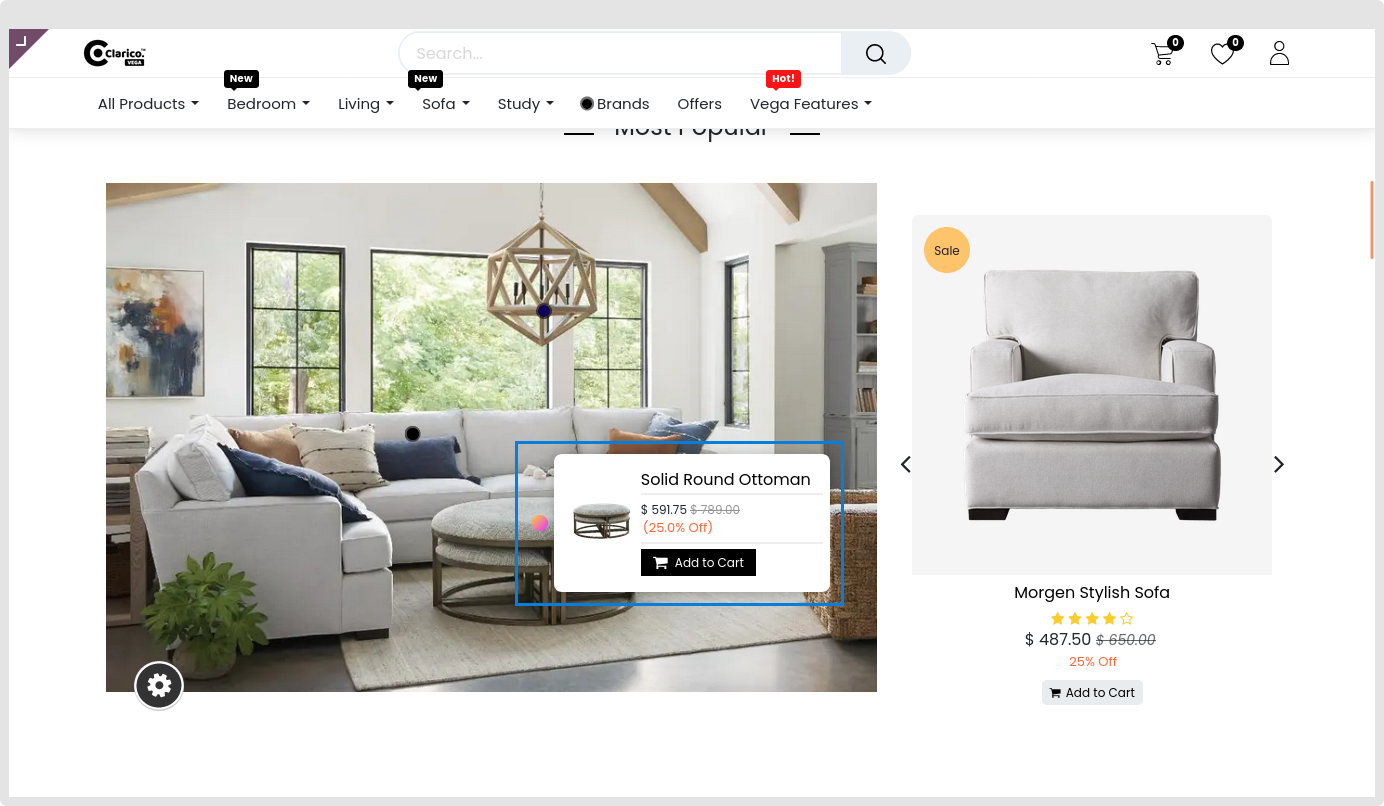 Clarico.™
VEGA
Search...
0
0
New
New
Hot!
All Products
Bedroom
Living
Sofa
Study
Brands
Offers
Vega Features
Most Popular
Solid Round Ottoman
$ 591.75 $ 789.00
(25.0% Off)
Add to Cart
Sale
Morgen Stylish Sofa
$ 487.50 $ 650.00
25% Off
Add to Cart